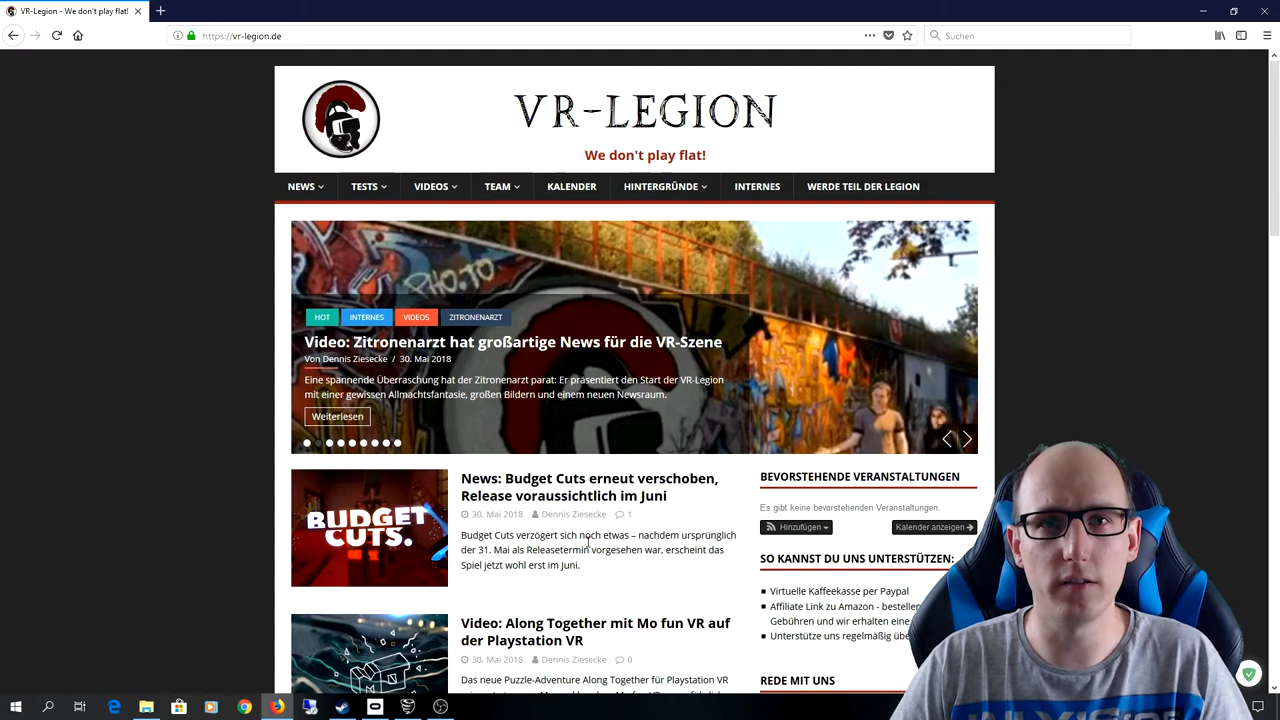 VR-Legion - We don't play flat!
https://vr-legion.de
Suchen
VR-LEGION
We don't play flat!
NEWS
TESTS
VIDEOS
TEAM
KALENDER
HINTERGRÜNDE
INTERNES
WERDE TEIL DER LEGION
PHO.TO
HOT
INTERNES
VIDEOS
ZITRONENARZT
Video: Zitronenarzt hat großartige News für die VR-Szene
Von Dennis Ziesecke / 30. Mai 2018
Eine spannende Überraschung hat der Zitronenarzt parat: Er präsentiert den Start der VR-Legion
mit einer gewissen Allmachtsfantasie, großen Bildern und einem neuen Newsraum.
Weiterlesen
BUDGET
CUTS.
News: Budget Cuts erneut verschoben,
Release voraussichtlich im Juni
30. Mai 2018 Dennis Ziesecke 1
Budget Cuts verzögert sich noch etwas – nachdem ursprünglich
der 31. Mai als Releasetermin vorgesehen war, erscheint das
Spiel jetzt wohl erst im Juni.
Video: Along Together mit Mo fun VR auf
der Playstation VR
30. Mai 2018 Dennis Ziesecke 0
Das neue Puzzle-Adventure Along Together für Playstation VR
BEVORSTEHENDE VERANSTALTUNGEN
Es gibt keine bevorstehenden Veranstaltungen.
Hinzufügen
Kalender anzeigen
SO KANNST DU UNS UNTERSTÜTZEN:
Virtuelle Kaffeekasse per Paypal
Affiliate Link zu Amazon - bestellen
Gebühren und wir erhalten eine
Unterstütze uns regelmäßig übe
REDE MIT UNS